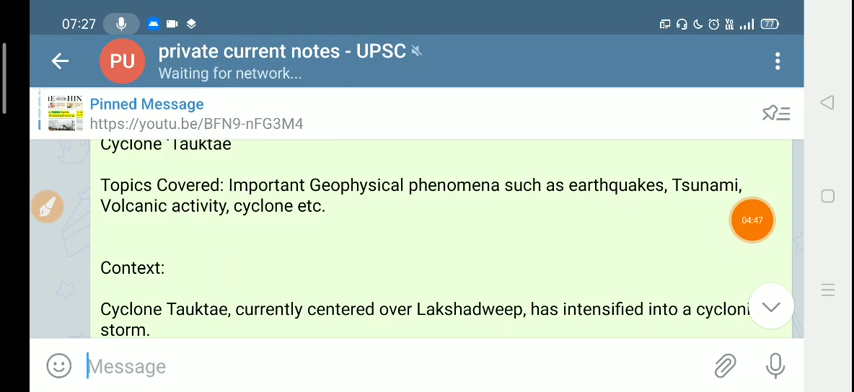 07:27
77
PU
private current notes - UPSC
Waiting for network...
Pinned Message
https://youtu.be/BFN9-nFG3M4
Cyclone 'Tauktae
Topics Covered: Important Geophysical phenomena such as earthquakes, Tsunami,
Volcanic activity, cyclone etc.
04:47
Context:
Cyclone Tauktae, currently centered over Lakshadweep, has intensified into a cycloni
storm.
Message